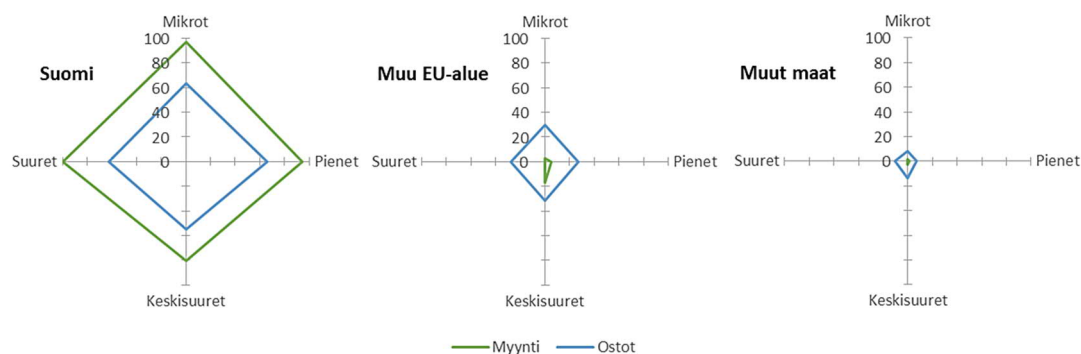 Mikrot
100
80
60
40
20
0
Suomi
Suuret
Pienet
Keskisuuret
Mikrot
100
80
60
40
20
0
Muu EU-alue
Suuret
Pienet
Keskisuuret
Mikrot
100
80
60
40
20
0
Muut maat
Suuret
Pienet
Keskisuuret
Myynti
Ostot